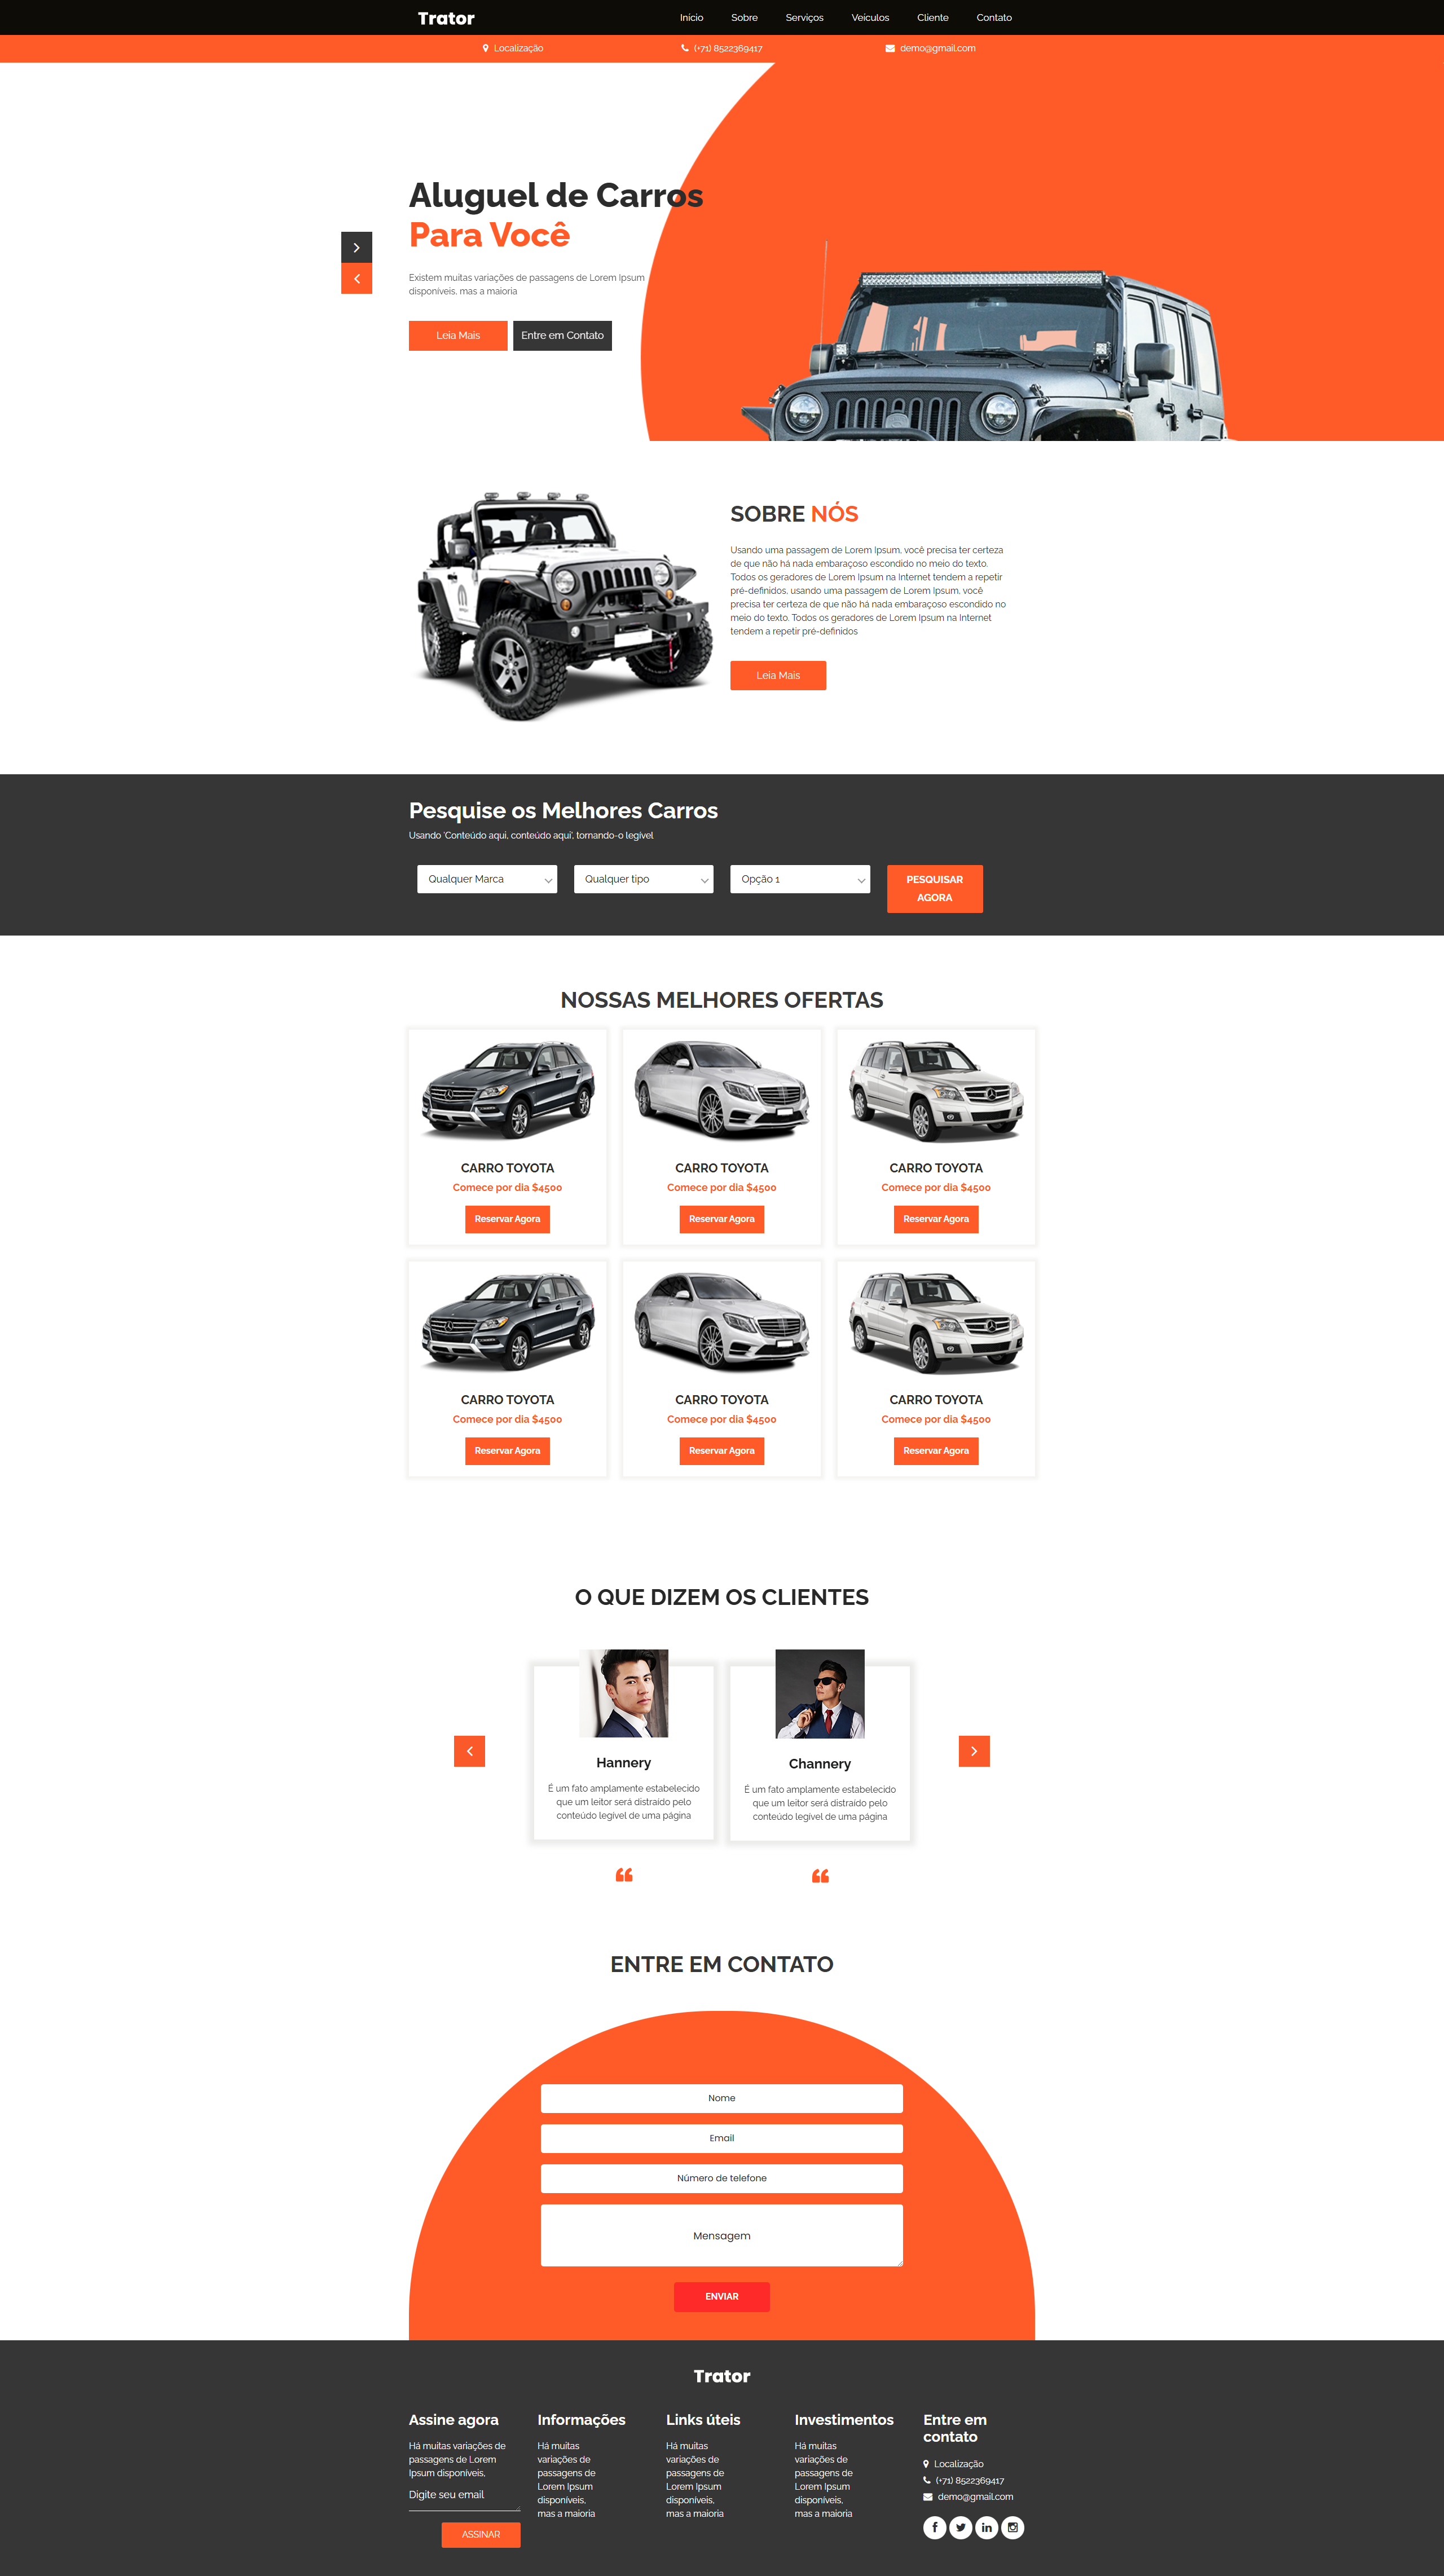 Trator
Início Sobre Serviços Veículos Cliente Contato
Localização (+71) 8522369417 demo@gmail.com
Aluguel de Carros
Para Você
Existem muitas variações de passagens de Lorem Ipsum
disponíveis, mas a maioria
Leia Mais Entre em Contato
SOBRE NÓS
Usando uma passagem de Lorem Ipsum, você precisa ter certeza
de que não há nada embaraçoso escondido no meio do texto.
Todos os geradores de Lorem Ipsum na Internet tendem a repetir
pré-definidos, usando uma passagem de Lorem Ipsum, você
precisa ter certeza de que não há nada embaraçoso escondido no
meio do texto. Todos os geradores de Lorem Ipsum na Internet
tendem a repetir pré-definidos
Leia Mais
Pesquise os Melhores Carros
Usando 'Conteúdo aqui, conteúdo aqui', tornando-o legível
Qualquer Marca Qualquer tipo Opção 1 PESQUISAR
AGORA
NOSSAS MELHORES OFERTAS
CARRO TOYOTA CARRO TOYOTA CARRO TOYOTA
Comece por dia $4500 Comece por dia $4500 Comece por dia $4500
Reservar Agora Reservar Agora Reservar Agora
CARRO TOYOTA CARRO TOYOTA CARRO TOYOTA
Comece por dia $4500 Comece por dia $4500 Comece por dia $4500
Reservar Agora Reservar Agora Reservar Agora
O QUE DIZEM OS CLIENTES
Hannery
É um fato amplamente estabelecido
que um leitor será distraído pelo
conteúdo legível de uma página
Channery
É um fato amplamente estabelecido
que um leitor será distraído pelo
conteúdo legível de uma página
ENTRE EM CONTATO
Nome
Email
Número de telefone
Mensagem
ENVIAR
Trator
Assine agora
Há muitas variações de
passagens de Lorem
Ipsum disponíveis,
Digite seu email
ASSINAR
Informações
Há muitas
variações de
passagens de
Lorem Ipsum
disponíveis,
mas a maioria
Links úteis
Há muitas
variações de
passagens de
Lorem Ipsum
disponíveis,
mas a maioria
Investimentos
Há muitas
variações de
passagens de
Lorem Ipsum
disponíveis,
mas a maioria
Entre em
contato
Localização
(+71) 8522369417
demo@gmail.com